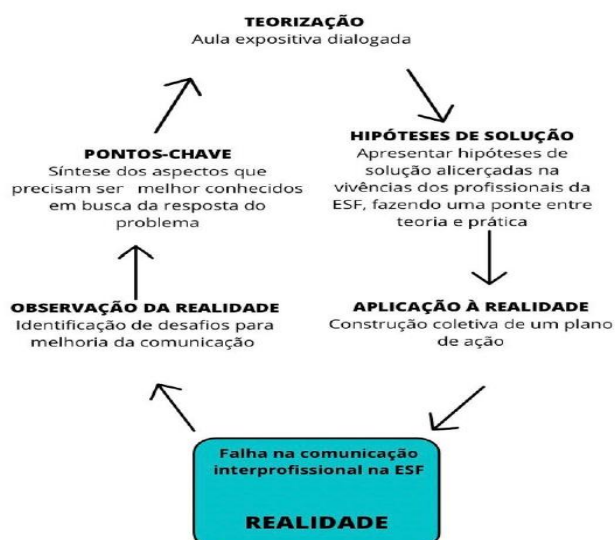 TEORIZAÇÃO
Aula expositiva dialogada
PONTOS-CHAVE
Síntese dos aspectos que
precisam ser melhor conhecidos
em busca da resposta do
problema
HIPÓTESES DE SOLUÇÃO
Apresentar hipóteses de
solução alicerçadas na
vivências dos profissionais da
ESF, fazendo uma ponte entre
teoria e prática
OBSERVAÇÃO DA REALIDADE
Identificação de desafios para
melhoria da comunicação
APLICAÇÃO À REALIDADE
Construção coletiva de um plano
de ação
Falha na comunicação
interprofissional na ESF
REALIDADE